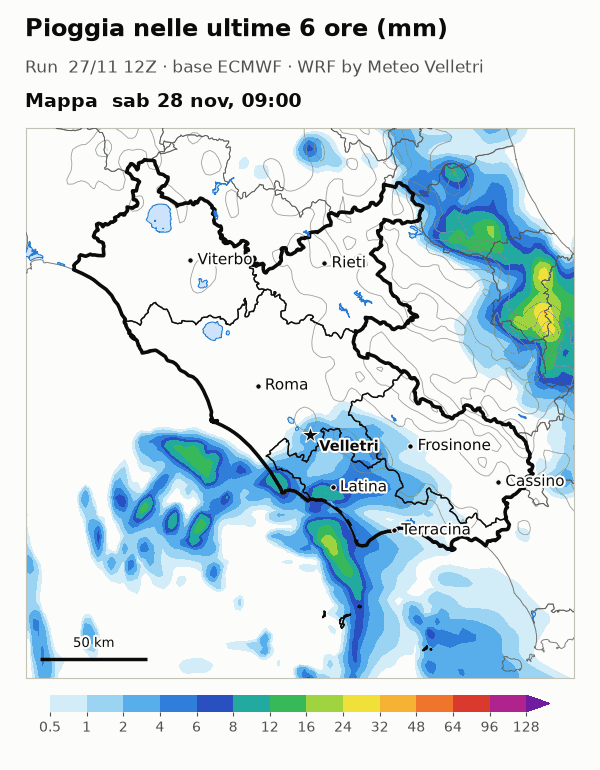 Pioggia nelle ultime 6 ore (mm)
Run  27/11 12Z · base ECMWF · WRF by Meteo Velletri
Mappa  sab 28 nov, 09:00
Viterbo
Rieti
Roma
Velletri
Frosinone
Latina
Cassino
Terracina
50 km
0.5 1 2 4 6 8 12 16 24 32 48 64 96 128